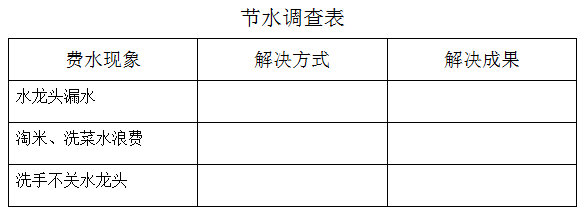 节水调查表
费水现象 解决方式 解决成果
水龙头漏水
淘米、洗菜水浪费
洗手不关水龙头